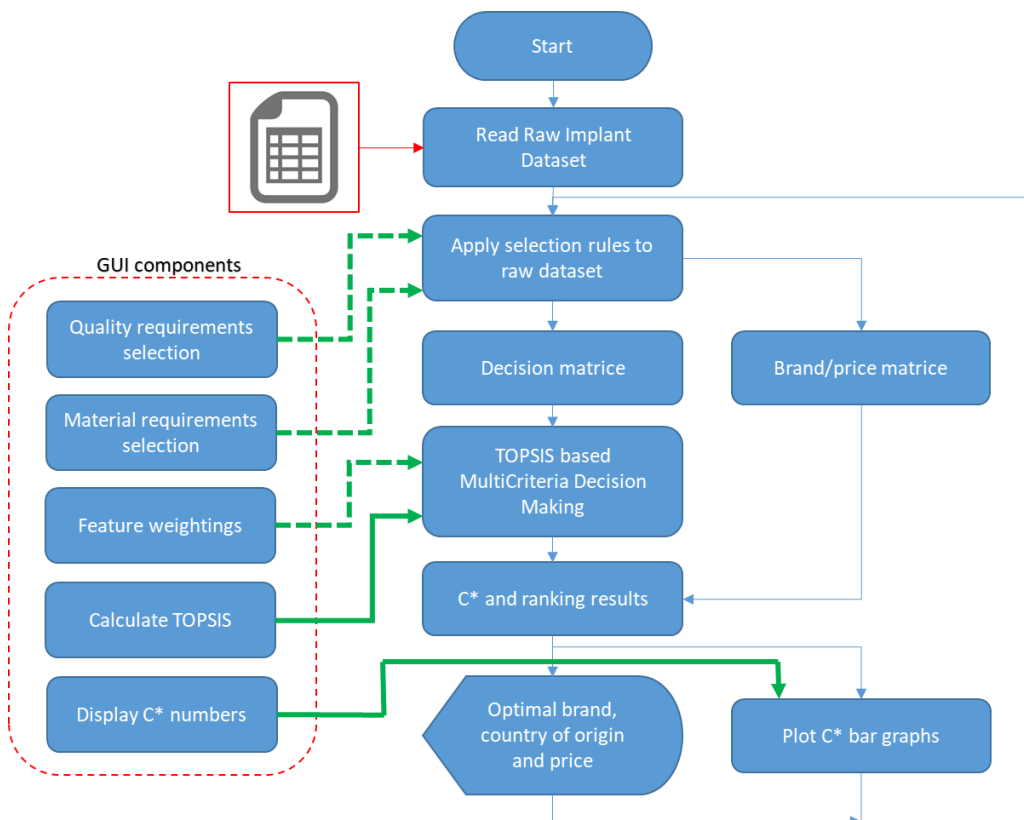 Start
Read Raw Implant
Dataset
Apply selection rules to
raw dataset
GUI components
Quality requirements
selection
Decision matrice
Brand/price matrice
Material requirements
selection
TOPSIS based
MultiCriteria Decision
Making
Feature weightings
C* and ranking results
Calculate TOPSIS
Display C* numbers
Optimal brand,
country of origin
and price
Plot C* bar graphs